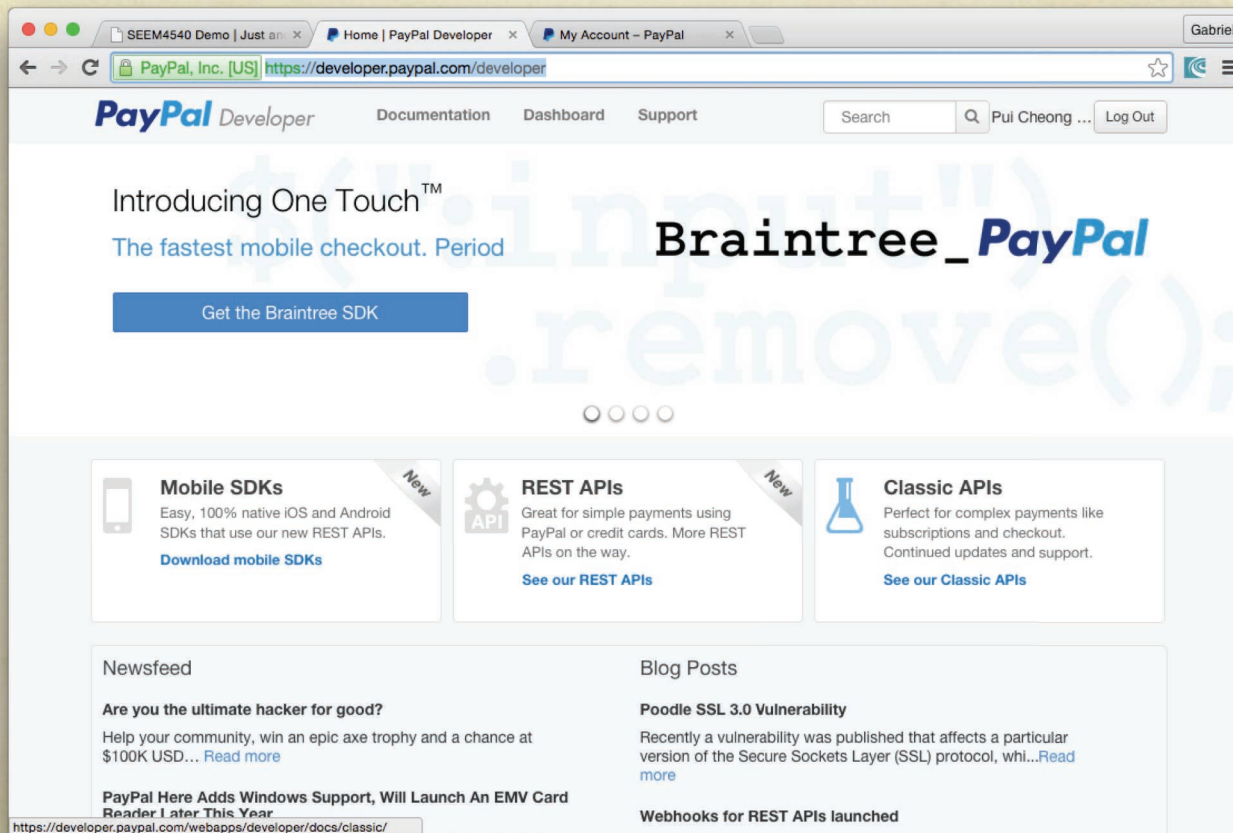 SEEM4540 Demo | Just an
Home | PayPal Developer
My Account – PayPal
Gabriel
PayPal, Inc. [US] https://developer.paypal.com/developer
PayPal Developer
Documentation
Dashboard
Support
Search
Pui Cheong ...
Log Out
$(":input")
.remove();
Introducing One Touch™
The fastest mobile checkout. Period
Get the Braintree SDK
Braintree_PayPal
Mobile SDKs
New
Easy, 100% native iOS and Android
SDKs that use our new REST APIs.
Download mobile SDKs
API
REST APIs
New
Great for simple payments using
PayPal or credit cards. More REST
APIs on the way.
See our REST APIs
Classic APIs
Perfect for complex payments like
subscriptions and checkout.
Continued updates and support.
See our Classic APIs
Newsfeed
Are you the ultimate hacker for good?
Help your community, win an epic axe trophy and a chance at
$100K USD… Read more
PayPal Here Adds Windows Support, Will Launch An EMV Card
Reader Later This Year
Blog Posts
Poodle SSL 3.0 Vulnerability
Recently a vulnerability was published that affects a particular
version of the Secure Sockets Layer (SSL) protocol, whi...Read
more
Webhooks for REST APIs launched
https://developer.paypal.com/webapps/developer/docs/classic/